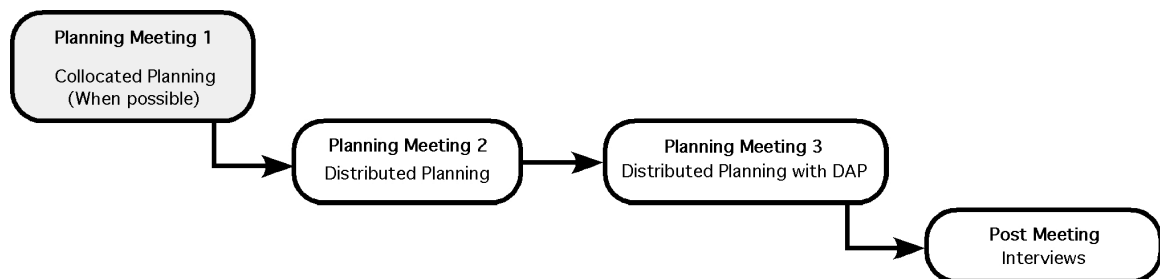 Planning Meeting 1
Collocated Planning
(When possible)
Planning Meeting 2
Distributed Planning
Planning Meeting 3
Distributed Planning with DAP
Post Meeting
Interviews